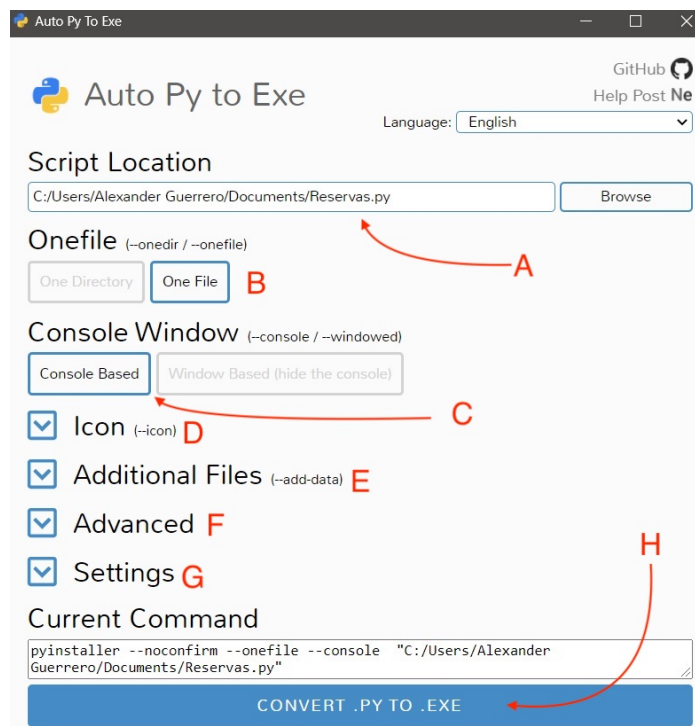 Auto Py To Exe
GitHub
Auto Py to Exe
Help Post Ne
Language: English
Script Location
C:/Users/Alexander Guerrero/Documents/Reservas.py Browse
A
Onefile (--onedir / --onefile)
One Directory One File B
Console Window (--console / --windowed)
Console Based Window Based (hide the console)
C
Icon (--icon) D
Additional Files (--add-data) E
Advanced F
H
Settings G
Current Command
pyinstaller --noconfirm --onefile --console "C:/Users/Alexander
Guerrero/Documents/Reservas.py"
CONVERT .PY TO .EXE